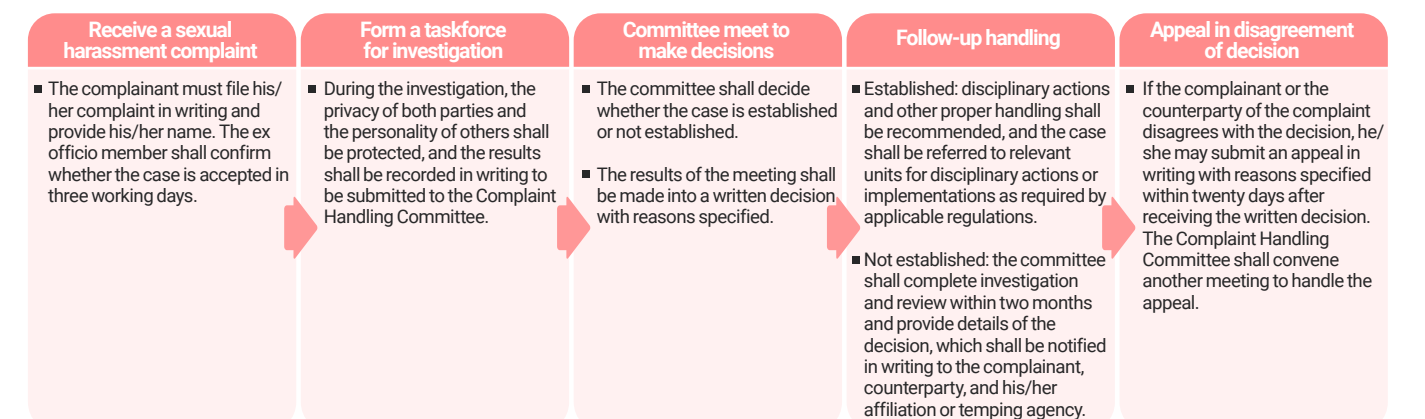 Receive a sexual
harassment complaint
■ The complainant must file his/
her complaint in writing and
provide his/her name. The ex
officio member shall confirm
whether the case is accepted in
three working days.
Form a taskforce
for investigation
■ During the investigation, the
privacy of both parties and
the personality of others shall
be protected, and the results
shall be recorded in writing to
be submitted to the Complaint
Handling Committee.
Committee meet to
make decisions
■ The committee shall decide
whether the case is established
or not established.
■ The results of the meeting shall
be made into a written decision
with reasons specified.
Follow-up handling
■ Established: disciplinary actions
and other proper handling shall
be recommended, and the case
shall be referred to relevant
units for disciplinary actions or
implementations as required by
applicable regulations.
■ Not established: the committee
shall complete investigation
and review within two months
and provide details of the
decision, which shall be notified
in writing to the complainant,
counterparty, and his/her
affiliation or temping agency.
Appeal in disagreement
of decision
■ If the complainant or the
counterparty of the complaint
disagrees with the decision, he/
she may submit an appeal in
writing with reasons specified
within twenty days after
receiving the written decision.
The Complaint Handling
Committee shall convene
another meeting to handle the
appeal.